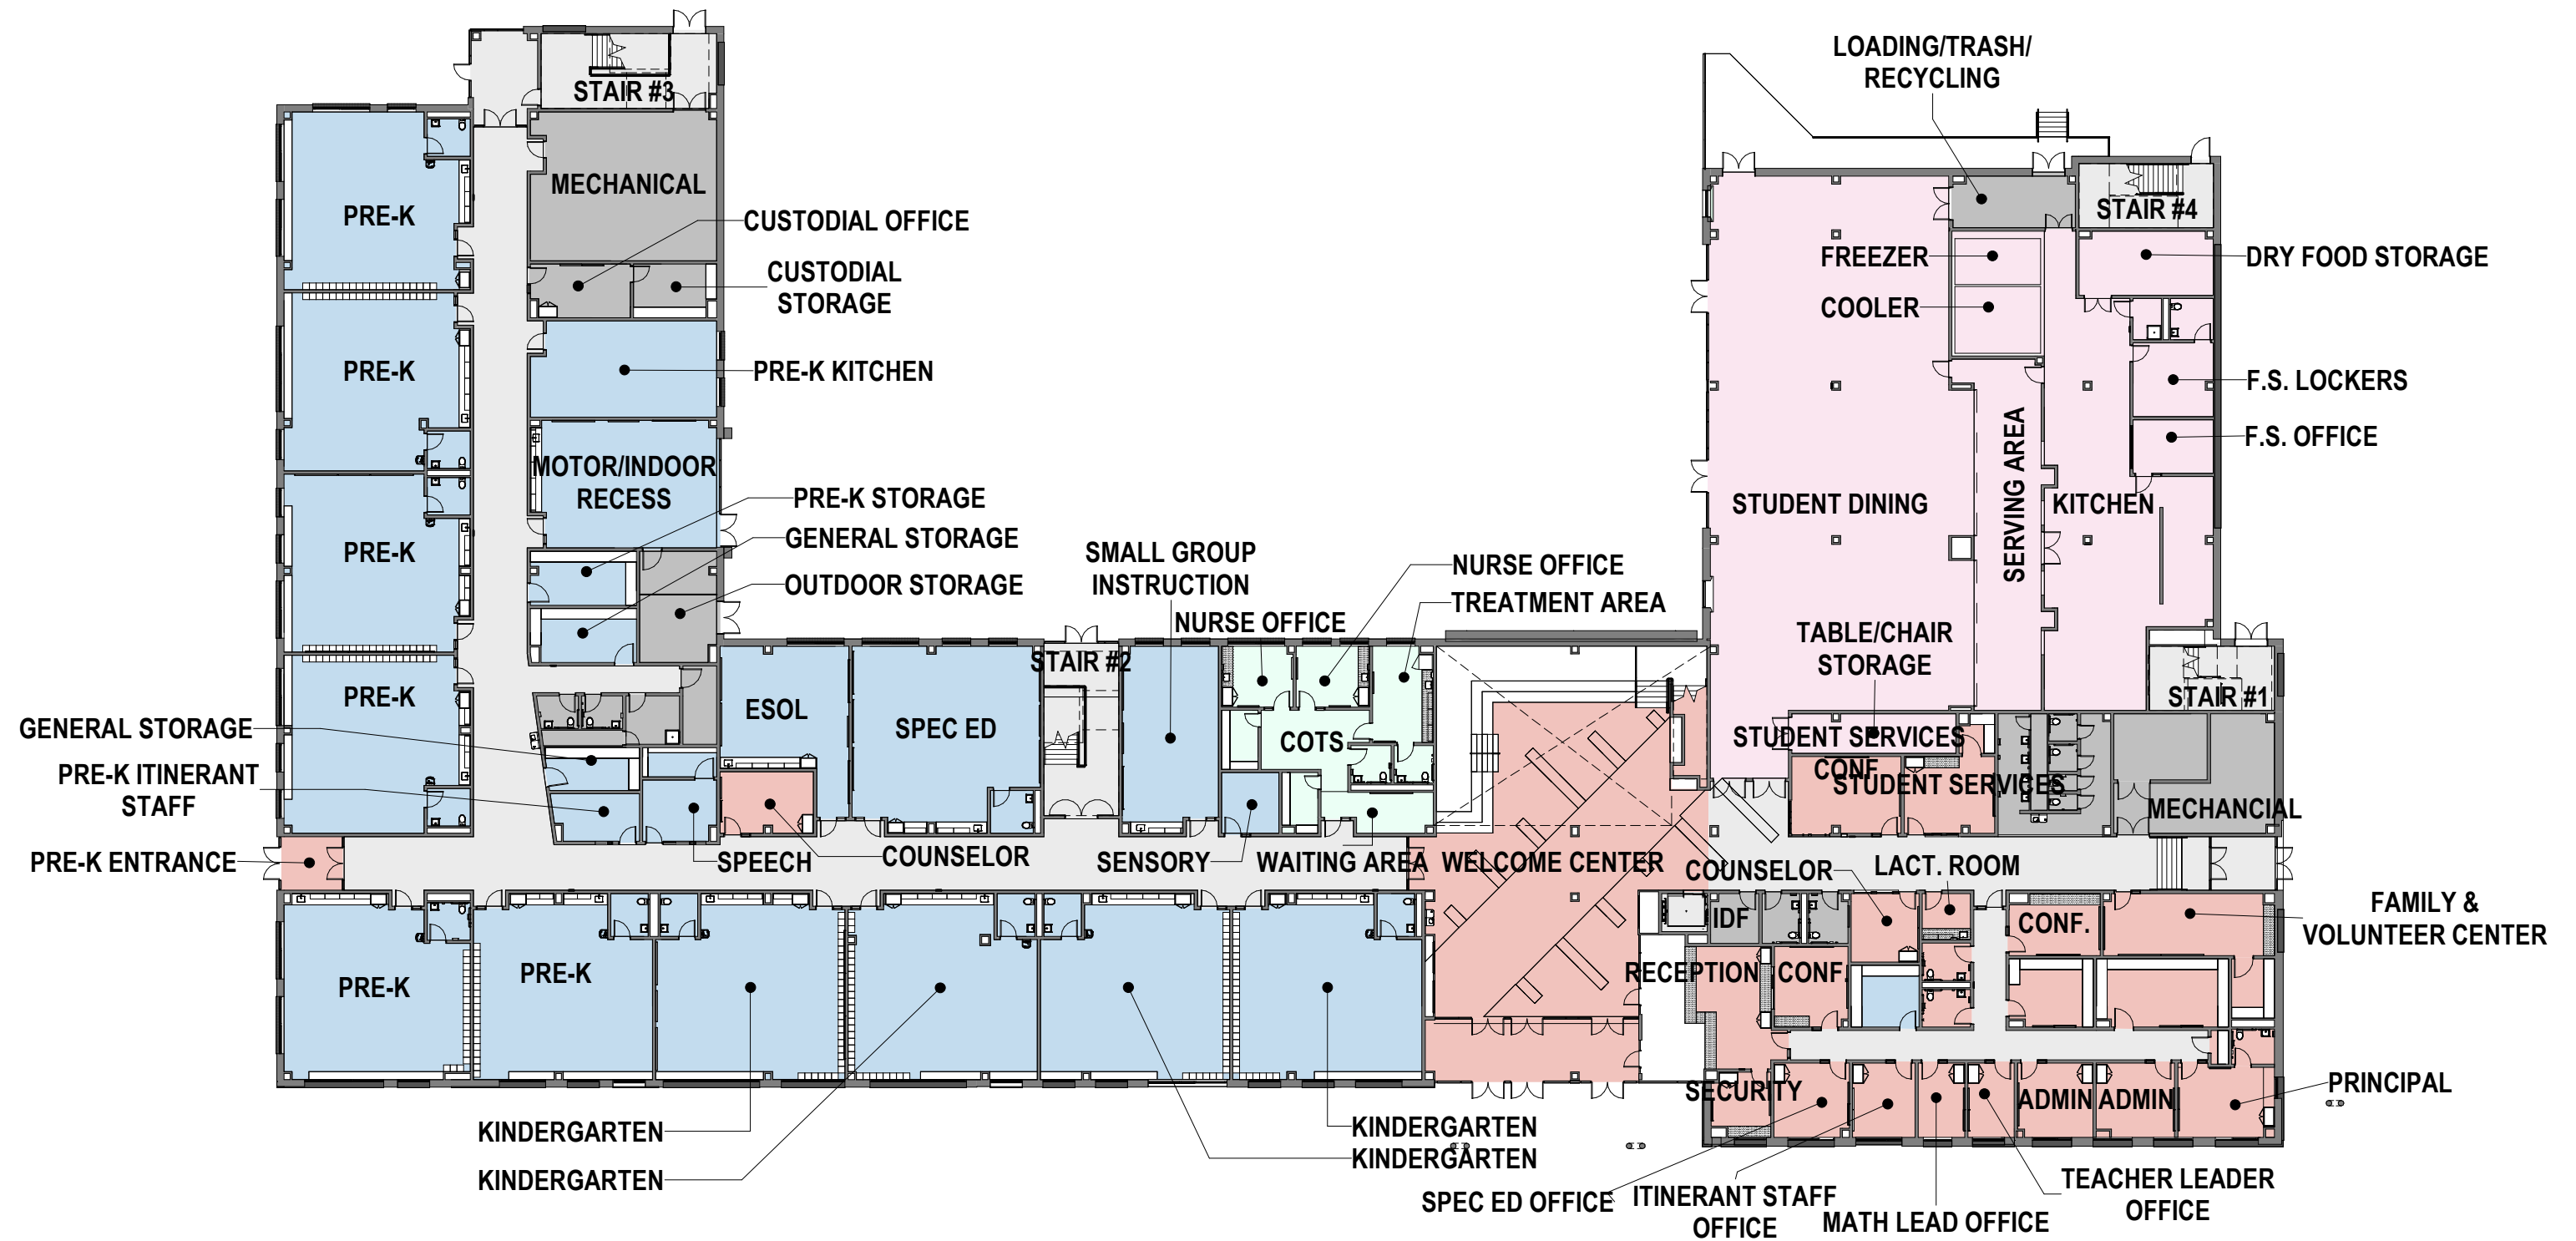 LOADING/TRASH/
RECYCLING
STAIR #3
MECHANICAL
PRE-K
CUSTODIAL OFFICE
STAIR #4
FREEZER
DRY FOOD STORAGE
CUSTODIAL
STORAGE
COOLER
PRE-K
PRE-K KITCHEN
F.S. LOCKERS
F.S. OFFICE
MOTOR/INDOOR
RECESS
PRE-K STORAGE
STUDENT DINING
SERVING AREA
KITCHEN
GENERAL STORAGE
PRE-K
SMALL GROUP
INSTRUCTION
NURSE OFFICE
OUTDOOR STORAGE
TREATMENT AREA
NURSE OFFICE
TABLE/CHAIR
STORAGE
STAIR #2
PRE-K
STAIR #1
ESOL
SPEC ED
COTS
GENERAL STORAGE
STUDENT SERVICES
CONF.
STUDENT SERVICES
PRE-K ITINERANT
STAFF
MECHANCIAL
PRE-K ENTRANCE
SPEECH
COUNSELOR
SENSORY
WAITING AREA
WELCOME CENTER
COUNSELOR
LACT. ROOM
IDF
CONF.
FAMILY &
VOLUNTEER CENTER
PRE-K
PRE-K
RECEPTION
CONF.
SECURITY
ADMIN
ADMIN
PRINCIPAL
KINDERGARTEN
KINDERGARTEN
KINDERGARTEN
KINDERGARTEN
SPEC ED OFFICE
ITINERANT STAFF
OFFICE
MATH LEAD OFFICE
TEACHER LEADER
OFFICE